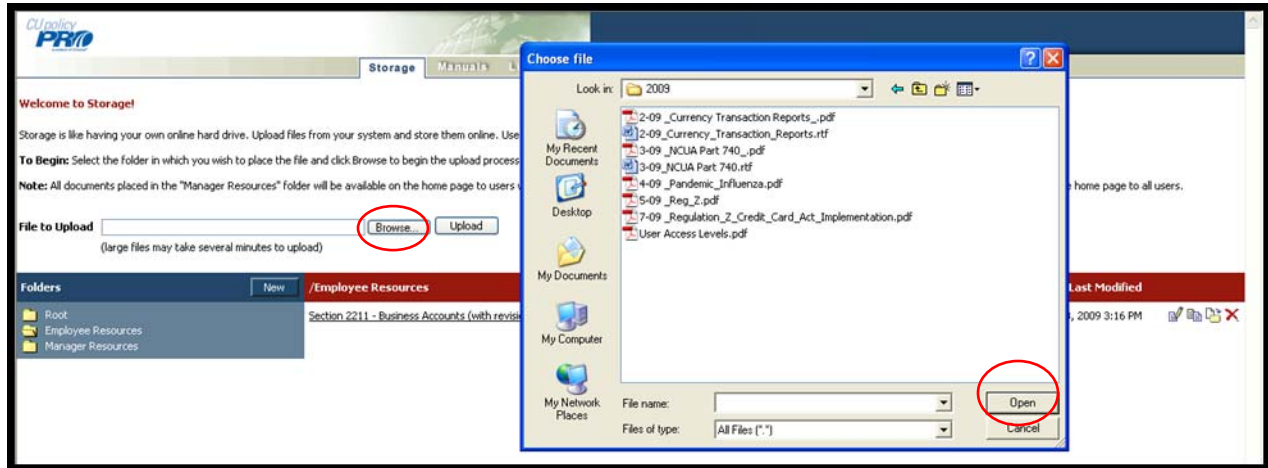 CU policy
PRO
Storage Manuals L
Welcome to Storage!
Storage is like having your own online hard drive. Upload files from your system and store them online. Use
To Begin: Select the folder in which you wish to place the file and click Browse to begin the upload process
Note: All documents placed in the "Manager Resources" folder will be available on the home page to users
home page to all users.
File to Upload Browse... Upload
(large files may take several minutes to upload)
Folders New /Employee Resources Last Modified
Root
Employee Resources
Manager Resources
Section 2211 - Business Accounts (with revisi
, 2009 3:16 PM
Choose file
Look in: 2009
My Recent Documents
Desktop
My Documents
My Computer
My Network Places
2-09 _Currency Transaction Reports_.pdf
2-09_Currency_Transaction_Reports.rtf
3-09 _NCUA Part 740_.pdf
3-09_NCUA Part 740.rtf
4-09 _Pandemic_Influenza.pdf
5-09 _Reg_Z.pdf
7-09 _Regulation_Z_Credit_Card_Act_Implementation.pdf
User Access Levels.pdf
File name: Open
Files of type: All Files (*.*) Cancel